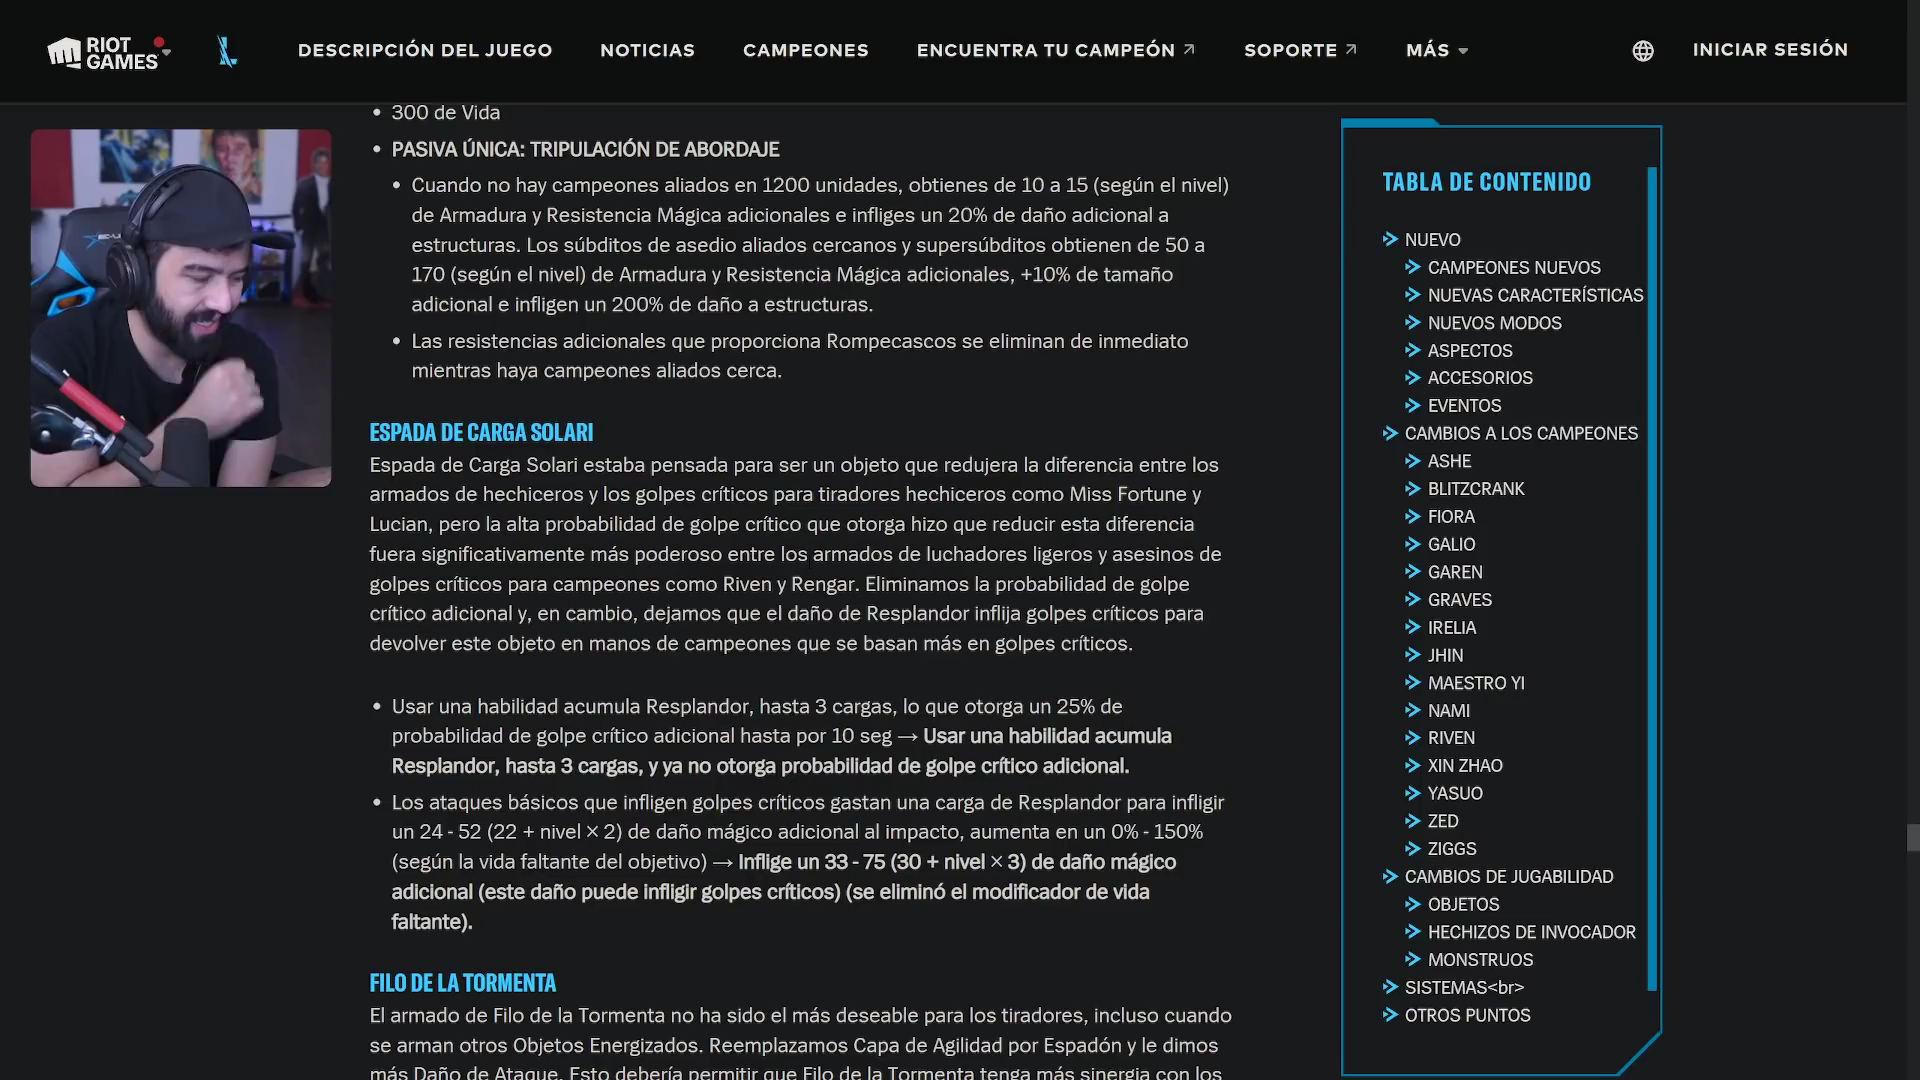 RIOT GAMES
DESCRIPCIÓN DEL JUEGO
NOTICIAS
CAMPEONES
ENCUENTRA TU CAMPEÓN
SOPORTE
MÁS
INICIAR SESIÓN
• 300 de Vida
• PASIVA ÚNICA: TRIPULACIÓN DE ABORDAJE
• Cuando no hay campeones aliados en 1200 unidades, obtienes de 10 a 15 (según el nivel)
de Armadura y Resistencia Mágica adicionales e infliges un 20% de daño adicional a
estructuras. Los súbditos de asedio aliados cercanos y supersúbditos obtienen de 50 a
170 (según el nivel) de Armadura y Resistencia Mágica adicionales, +10% de tamaño
adicional e infligen un 200% de daño a estructuras.
• Las resistencias adicionales que proporciona Rompecascos se eliminan de inmediato
mientras haya campeones aliados cerca.
ESPADA DE CARGA SOLARI
Espada de Carga Solari estaba pensada para ser un objeto que redujera la diferencia entre los
armados de hechiceros y los golpes críticos para tiradores hechiceros como Miss Fortune y
Lucian, pero la alta probabilidad de golpe crítico que otorga hizo que reducir esta diferencia
fuera significativamente más poderoso entre los armados de luchadores ligeros y asesinos de
golpes críticos para campeones como Riven y Rengar. Eliminamos la probabilidad de golpe
crítico adicional y, en cambio, dejamos que el daño de Resplandor inflija golpes críticos para
devolver este objeto en manos de campeones que se basan más en golpes críticos.
• Usar una habilidad acumula Resplandor, hasta 3 cargas, lo que otorga un 25% de
probabilidad de golpe crítico adicional hasta por 10 seg → Usar una habilidad acumula
Resplandor, hasta 3 cargas, y ya no otorga probabilidad de golpe crítico adicional.
• Los ataques básicos que infligen golpes críticos gastan una carga de Resplandor para infligir
un 24 - 52 (22 + nivel × 2) de daño mágico adicional al impacto, aumenta en un 0% - 150%
(según la vida faltante del objetivo) → Inflige un 33 - 75 (30 + nivel × 3) de daño mágico
adicional (este daño puede infligir golpes críticos) (se eliminó el modificador de vida
faltante).
FILO DE LA TORMENTA
El armado de Filo de la Tormenta no ha sido el más deseable para los tiradores, incluso cuando
se arman otros Objetos Energizados. Reemplazamos Capa de Agilidad por Espadón y le dimos
más Daño de Ataque. Esto debería permitir que Filo de la Tormenta tenga más sinergia con los
TABLA DE CONTENIDO
NUEVO
CAMPEONES NUEVOS
NUEVAS CARACTERÍSTICAS
NUEVOS MODOS
ASPECTOS
ACCESORIOS
EVENTOS
CAMBIOS A LOS CAMPEONES
ASHE
BLITZCRANK
FIORA
GALIO
GAREN
GRAVES
IRELIA
JHIN
MAESTRO YI
NAMI
RIVEN
XIN ZHAO
YASUO
ZED
ZIGGS
CAMBIOS DE JUGABILIDAD
OBJETOS
HECHIZOS DE INVOCADOR
MONSTRUOS
SISTEMAS<br>
OTROS PUNTOS